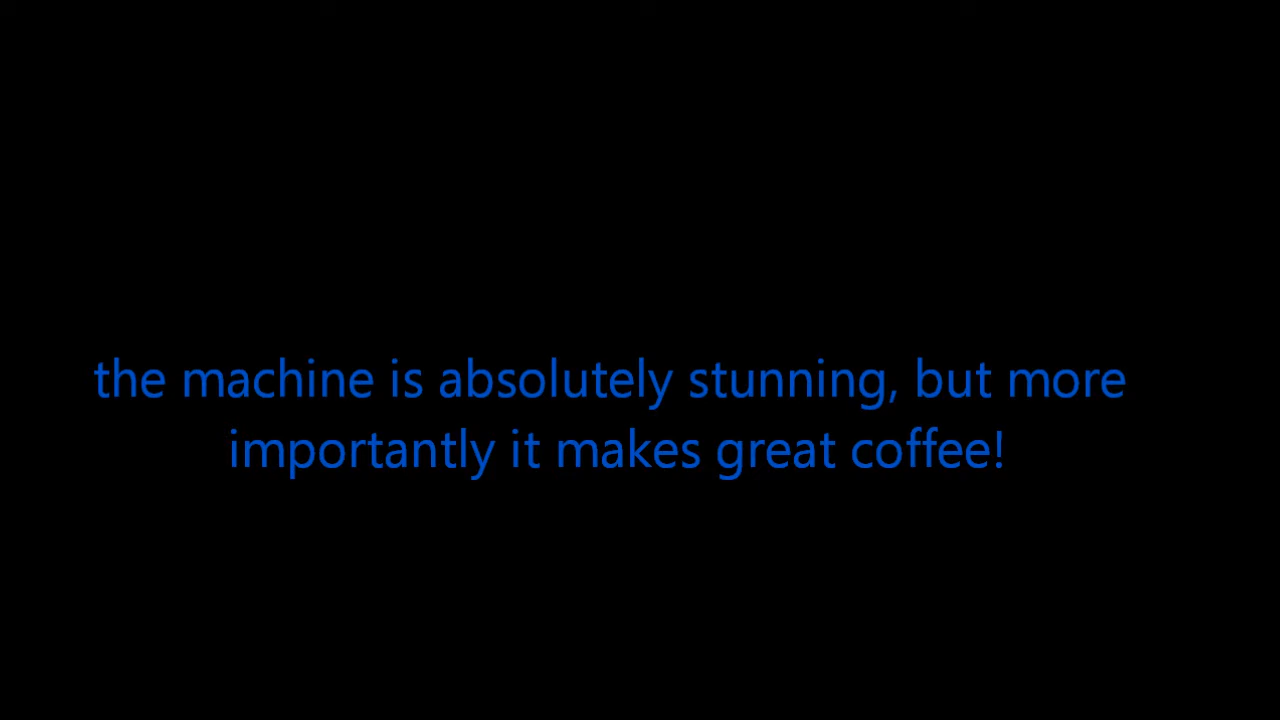 the machine is absolutely stunning, but more
importantly it makes great coffee!